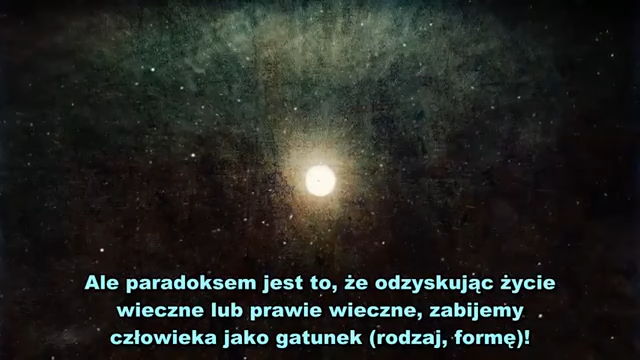 Ale paradoksem jest to, że odzyskując życie
wieczne lub prawie wieczne, zabijemy
człowieka jako gatunek (rodzaj, formę)!